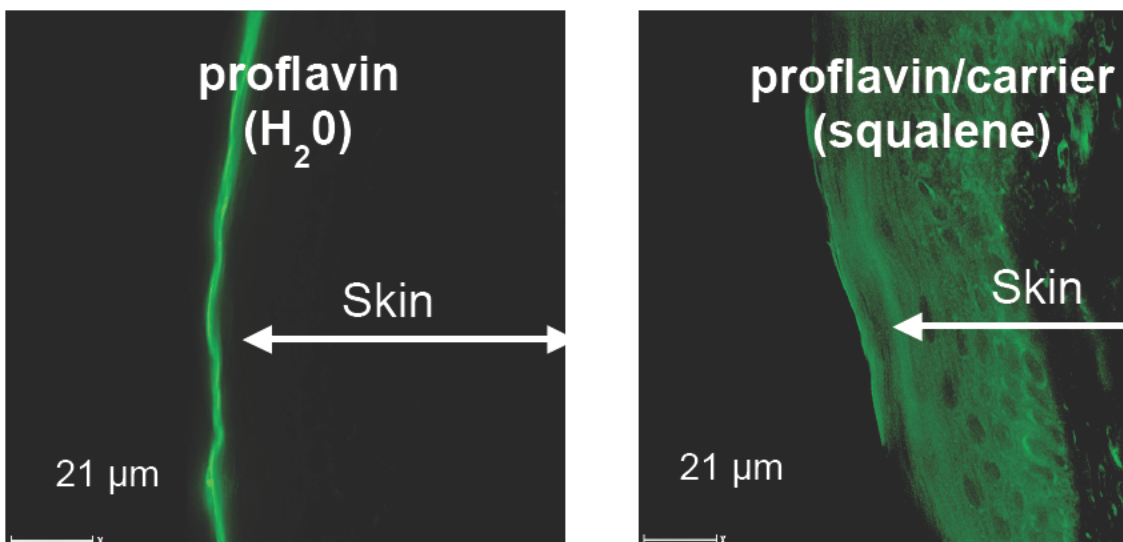 proflavin
(H₂0)
Skin
21 µm
proflavin/carrier
(squalene)
Skin
21 µm